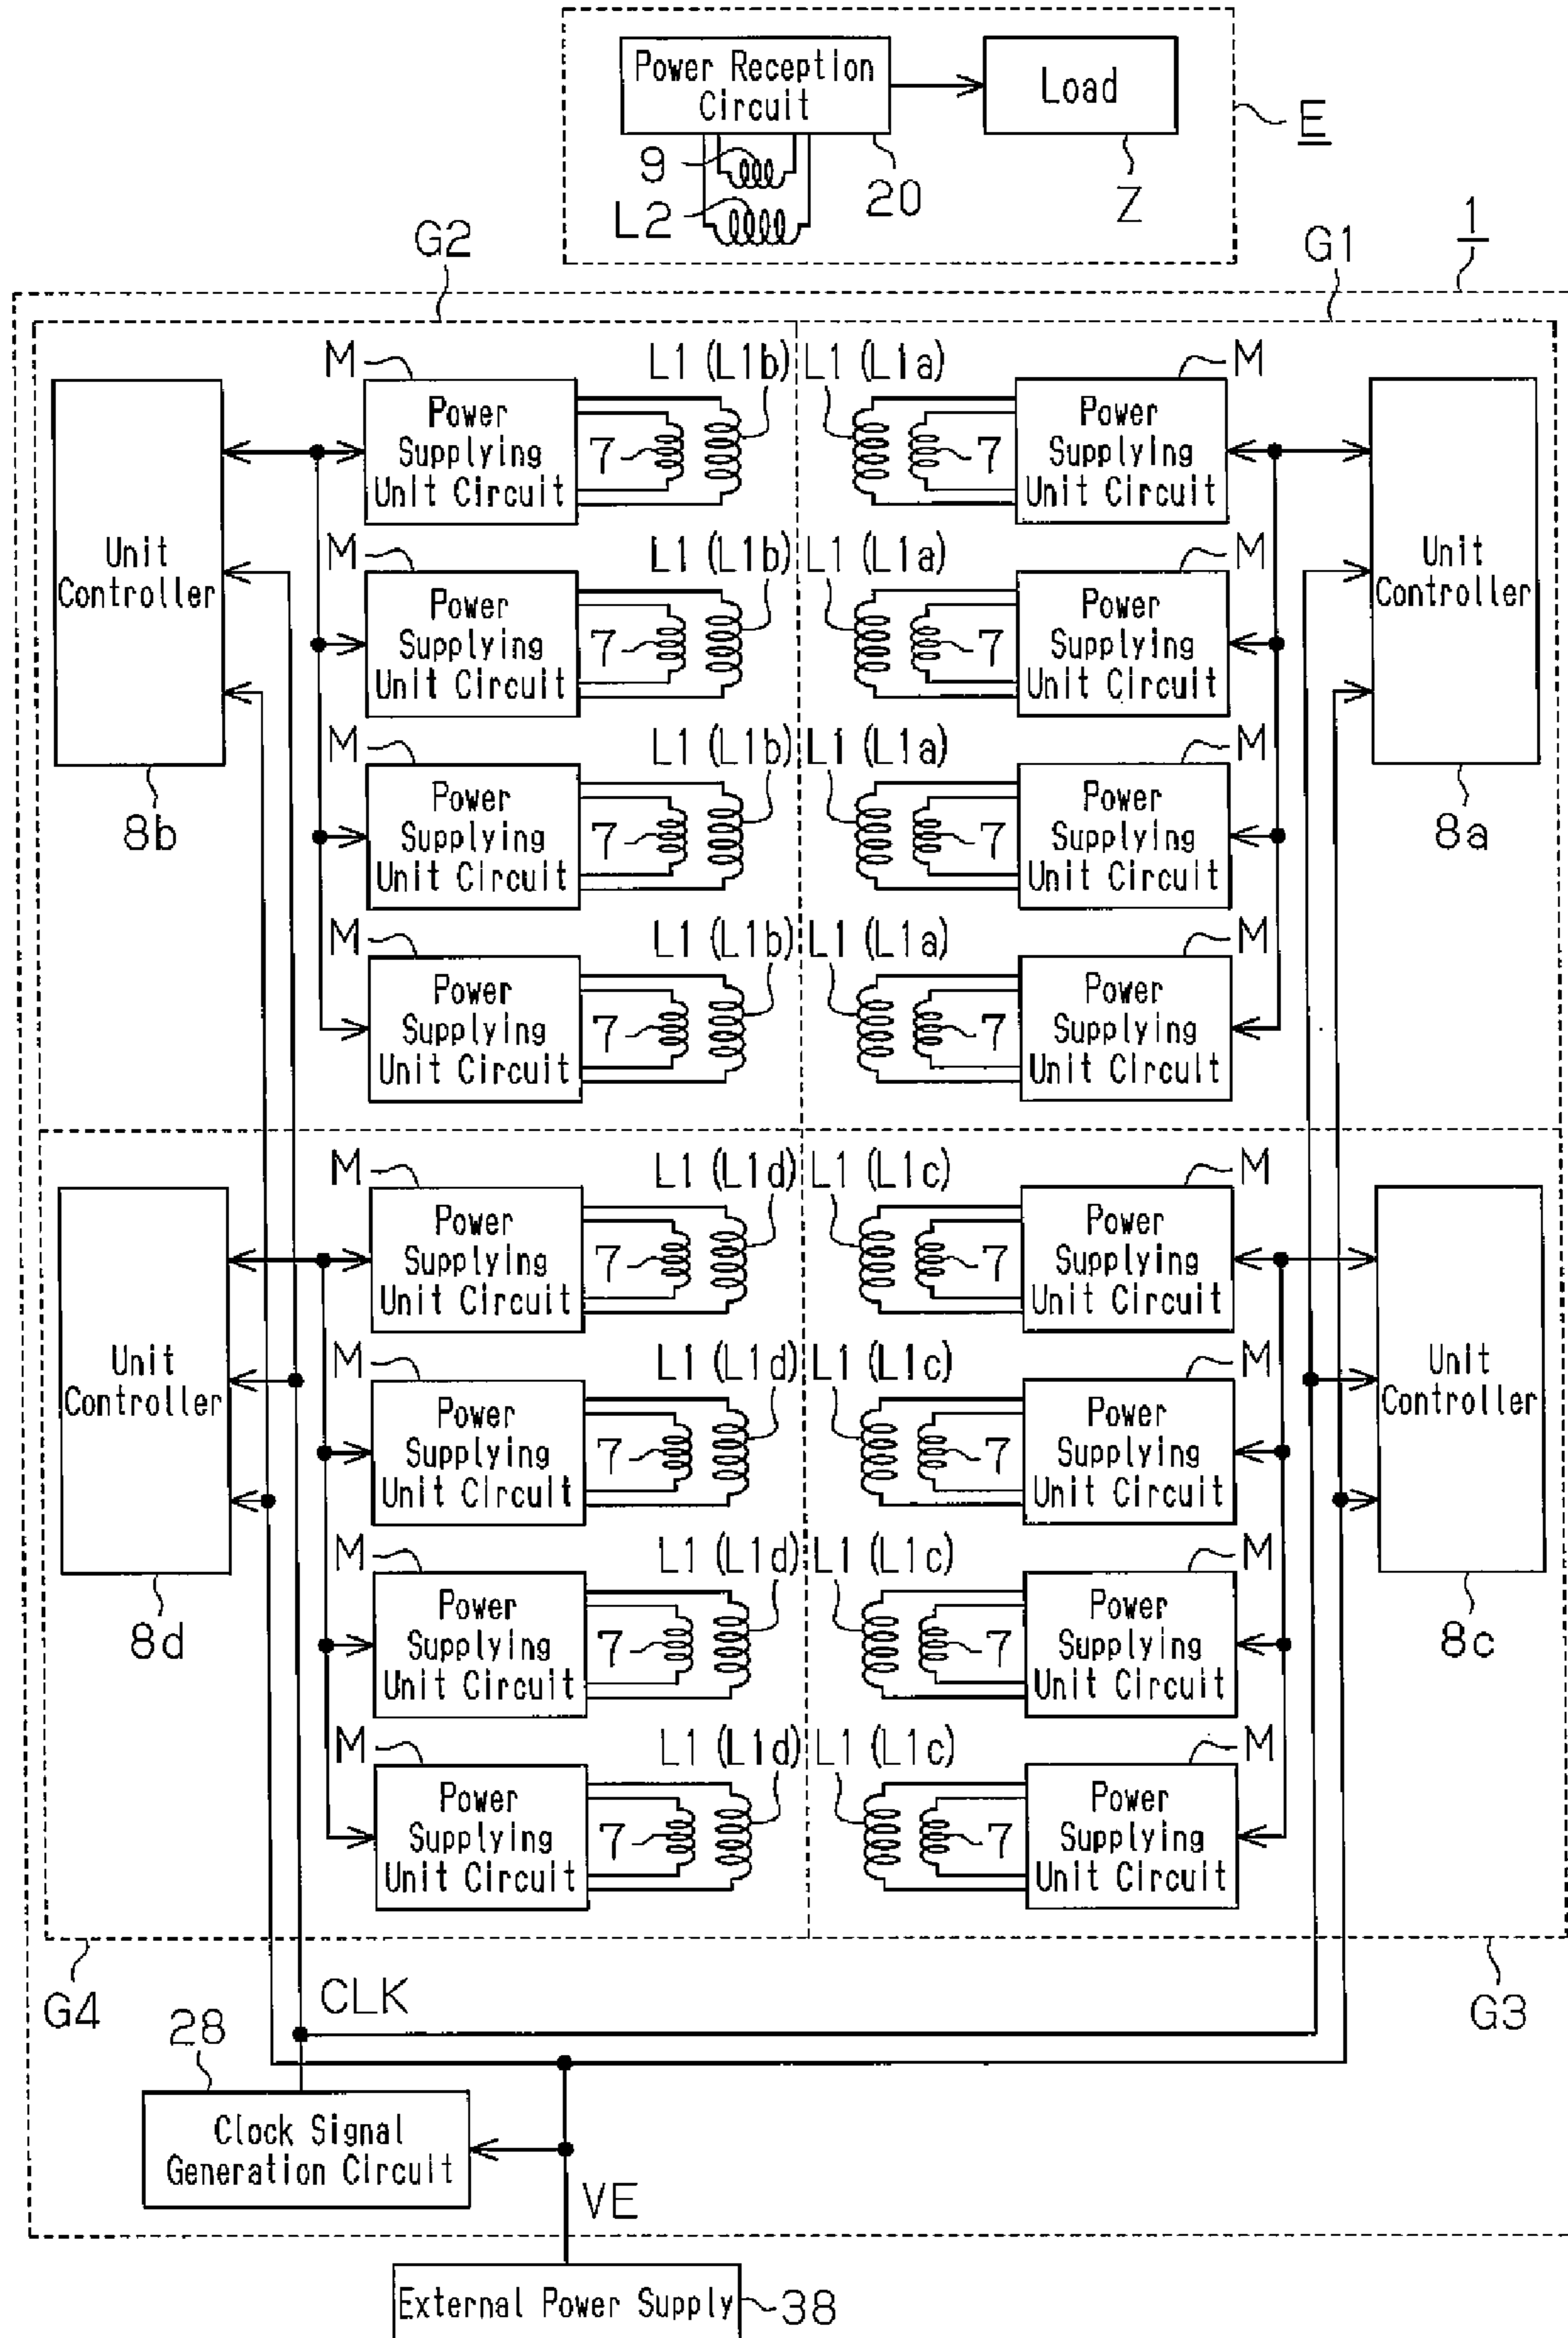 Power Reception
Circuit
Load
E
9
20
Z
L2
G2
G1
1
M L1 (L1b) L1 (L1a) M
Power
Supplying
Unit Circuit
7
7
Power
Supplying
Unit Circuit
M L1 (L1b) L1 (L1a) M
Unit
Controller
Power
Supplying
Unit Circuit
7
7
Power
Supplying
Unit Circuit
Unit
Controller
M L1 (L1b) L1 (L1a) M
8b
Power
Supplying
Unit Circuit
7
7
Power
Supplying
Unit Circuit
8a
M L1 (L1b) L1 (L1a) M
Power
Supplying
Unit Circuit
7
7
Power
Supplying
Unit Circuit
M L1 (L1d) L1 (L1c) M
Power
Supplying
Unit Circuit
7
7
Power
Supplying
Unit Circuit
M L1 (L1d) L1 (L1c) M
Unit
Controller
Power
Supplying
Unit Circuit
7
7
Power
Supplying
Unit Circuit
Unit
Controller
M L1 (L1d) L1 (L1c) M
8d
Power
Supplying
Unit Circuit
7
7
Power
Supplying
Unit Circuit
8c
M L1 (L1d) L1 (L1c) M
Power
Supplying
Unit Circuit
7
7
Power
Supplying
Unit Circuit
G4
CLK
G3
28
Clock Signal
Generation Circuit
VE
External Power Supply
38